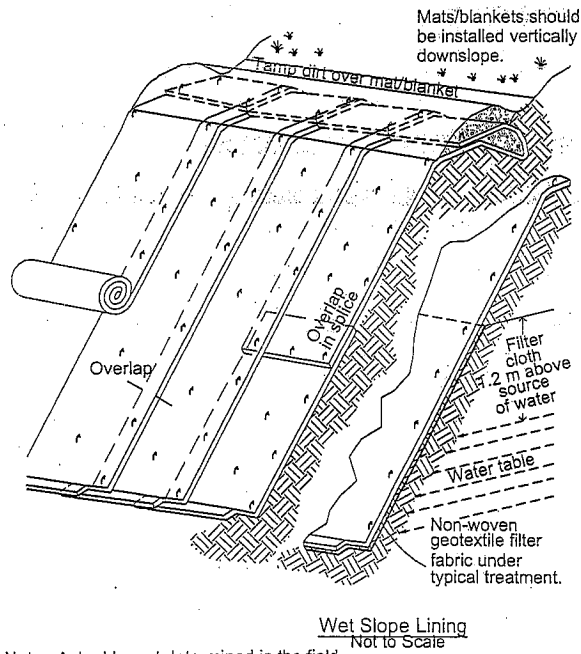 Mats/blankets should
be installed vertically
downslope.
Tamp dirt over mat/blanket
Overlap
in splice
Overlap
Filter
cloth
1.2 m above
source
of water
Water table
Non-woven
geotextile filter
fabric under
typical treatment.
Wet Slope Lining
Not to Scale